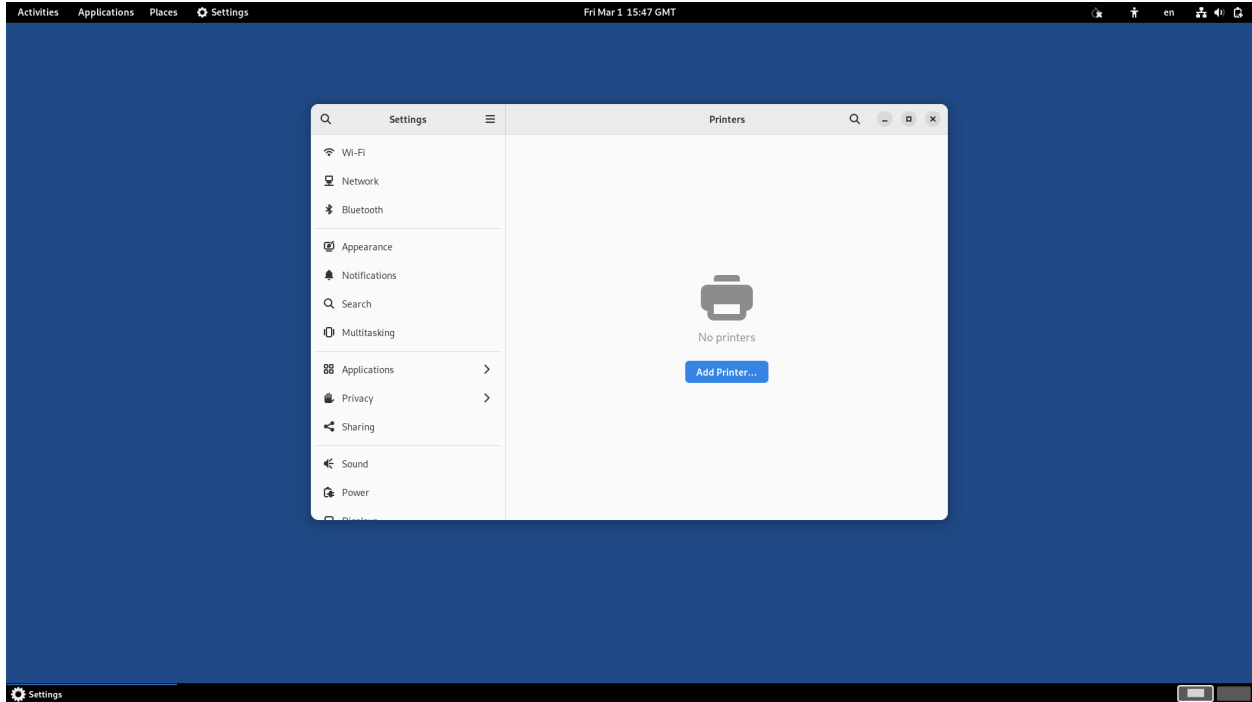 Activities Applications Places Settings Fri Mar 1 15:47 GMT en
Settings Printers
Wi-Fi
Network
Bluetooth
Appearance
Notifications
Search
Multitasking
Applications
Privacy
Sharing
Sound
Power
Displays
No printers
Add Printer...
Settings